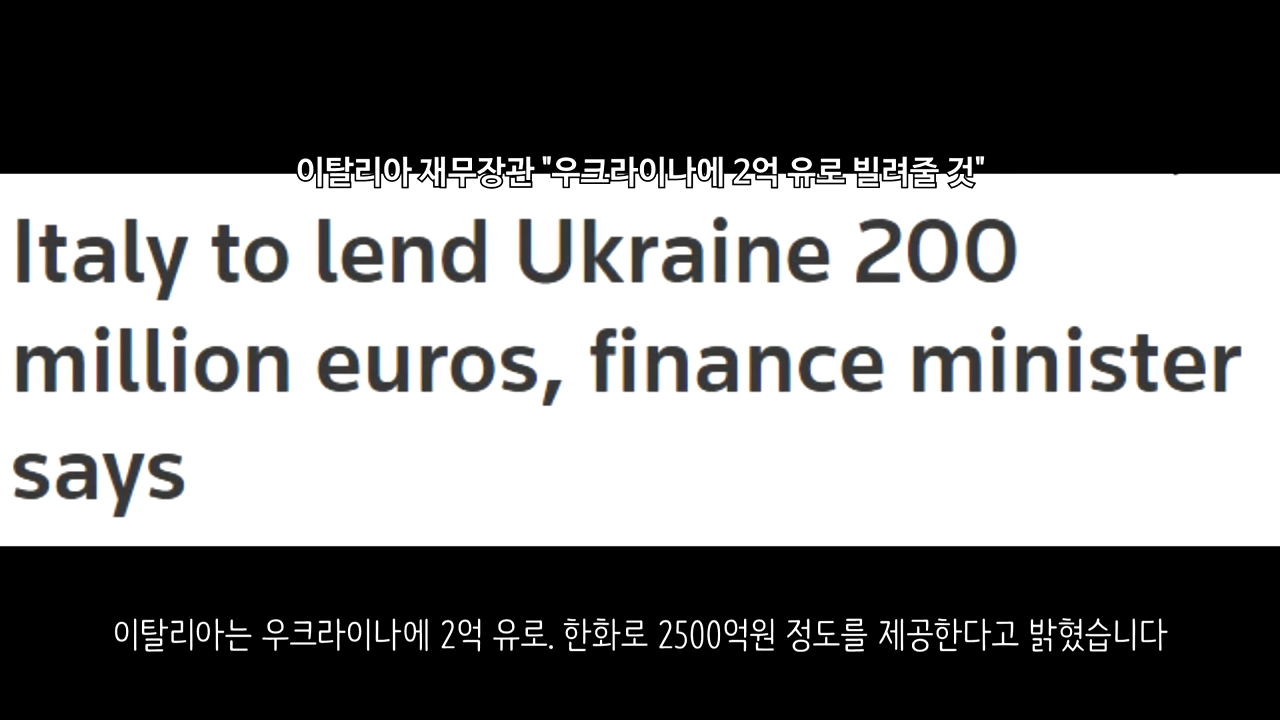 이탈리아 재무장관 "우크라이나에 2억 유로 빌려줄 것"
Italy to lend Ukraine 200
million euros, finance minister
says
이탈리아는 우크라이나에 2억 유로. 한화로 2500억원 정도를 제공한다고 밝혔습니다